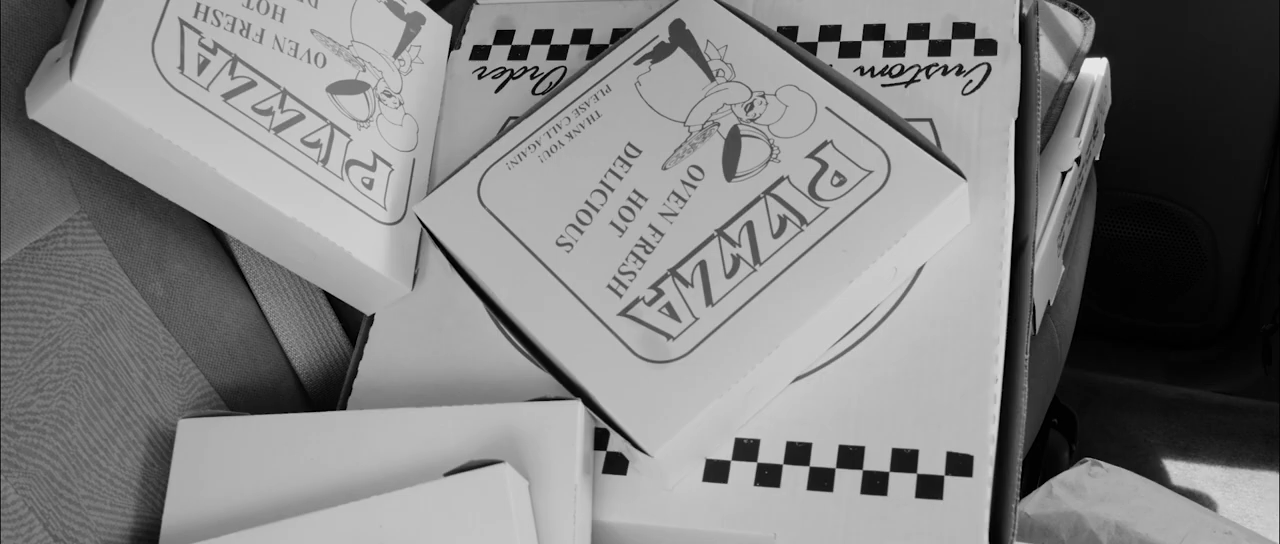 PIZZA
OVEN FRESH
HOT
Custom Order
PIZZA
OVEN FRESH
HOT
DELICIOUS
THANK YOU!
PLEASE CALL AGAIN!